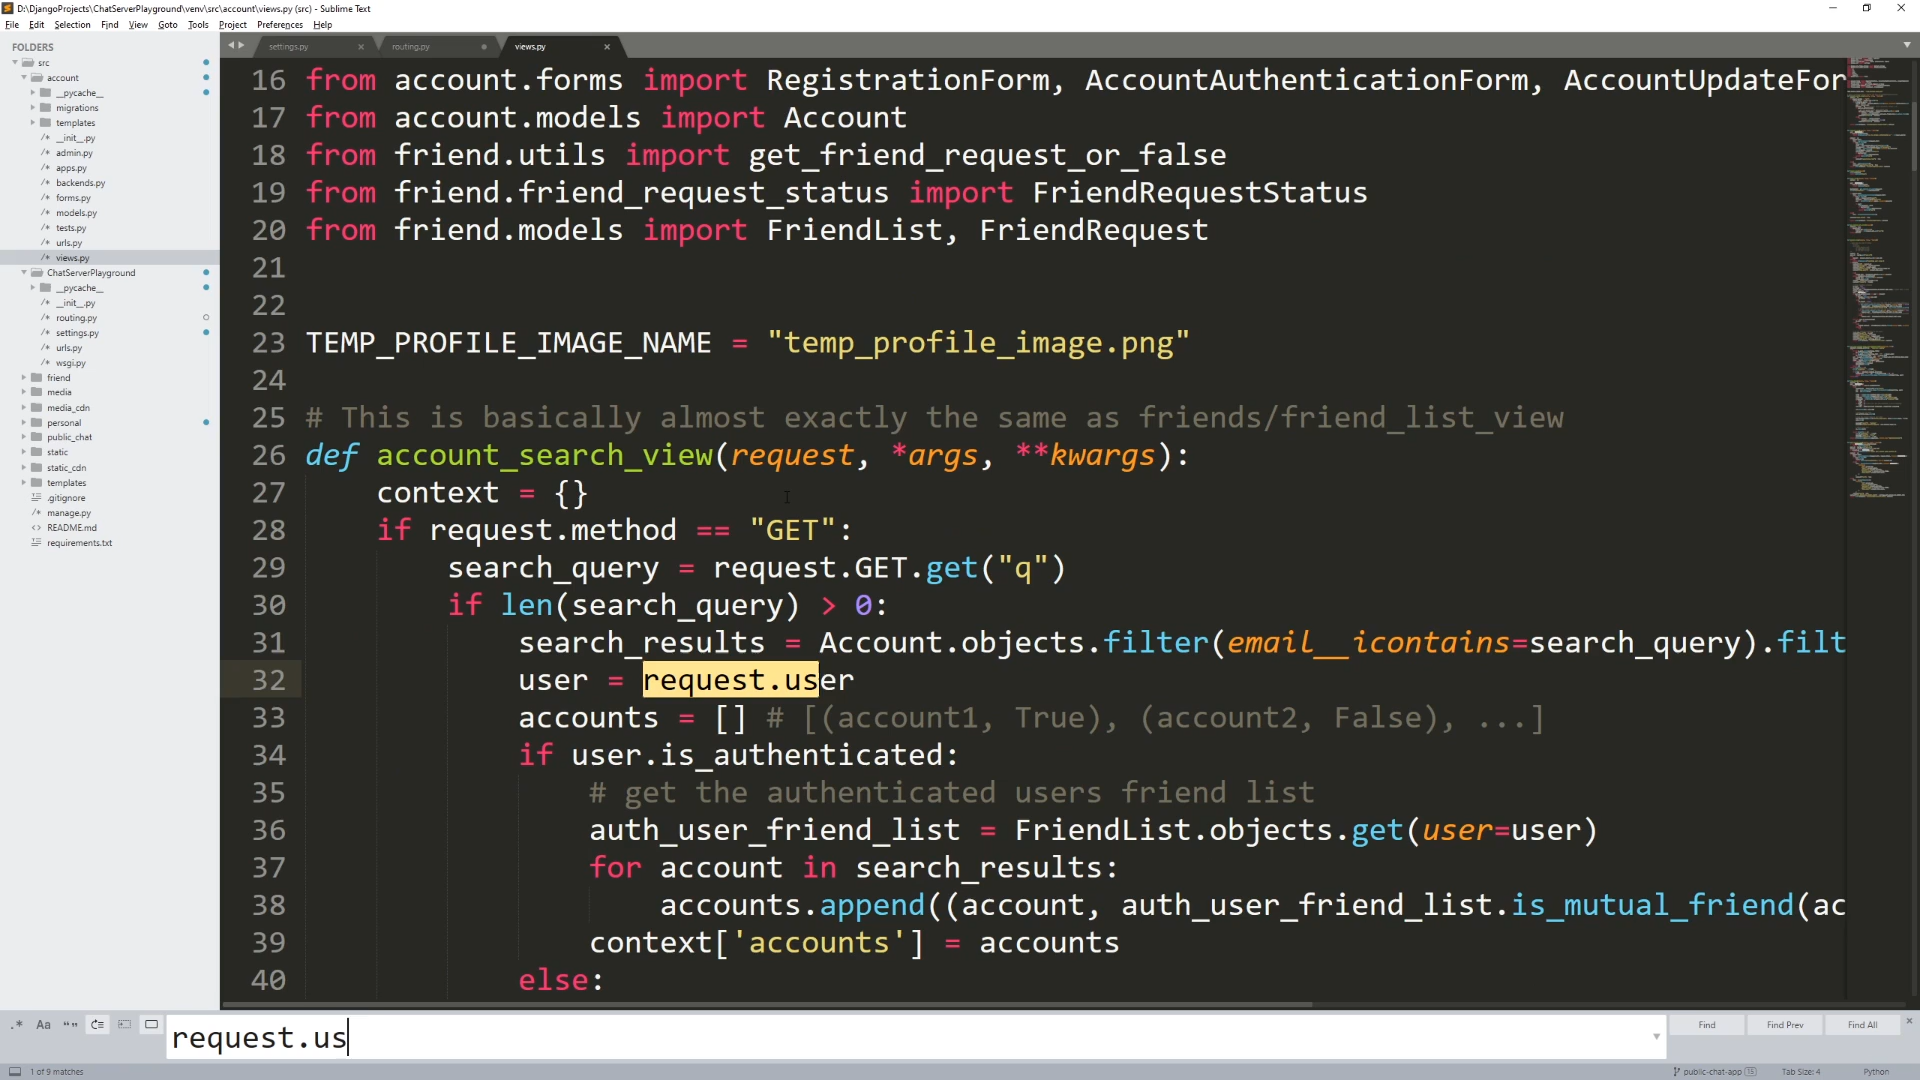 D:\DjangoProjects\ChatServerPlayground\venv\src\account\views.py (src) - Sublime Text
File Edit Selection Find View Goto Tools Project Preferences Help
FOLDERS
src
account
__pycache__
migrations
templates
__init__.py
admin.py
apps.py
backends.py
forms.py
models.py
tests.py
urls.py
views.py
ChatServerPlayground
__pycache__
__init__.py
routing.py
settings.py
urls.py
wsgi.py
friend
media
media_cdn
personal
public_chat
static
static_cdn
templates
.gitignore
manage.py
README.md
requirements.txt
settings.py routing.py views.py
16 from account.forms import RegistrationForm, AccountAuthenticationForm, AccountUpdateFor
17 from account.models import Account
18 from friend.utils import get_friend_request_or_false
19 from friend.friend_request_status import FriendRequestStatus
20 from friend.models import FriendList, FriendRequest
21
22
23 TEMP_PROFILE_IMAGE_NAME = "temp_profile_image.png"
24
25 # This is basically almost exactly the same as friends/friend_list_view
26 def account_search_view(request, *args, **kwargs):
27 context = {}
28 if request.method == "GET":
29 search_query = request.GET.get("q")
30 if len(search_query) > 0:
31 search_results = Account.objects.filter(email__icontains=search_query).filt
32 user = request.user
33 accounts = [] # [(account1, True), (account2, False), ...]
34 if user.is_authenticated:
35 # get the authenticated users friend list
36 auth_user_friend_list = FriendList.objects.get(user=user)
37 for account in search_results:
38 accounts.append((account, auth_user_friend_list.is_mutual_friend(ac
39 context['accounts'] = accounts
40 else:
.* Aa “” request.us Find Find Prev Find All
1 of 9 matches public-chat-app 15 Tab Size: 4 Python